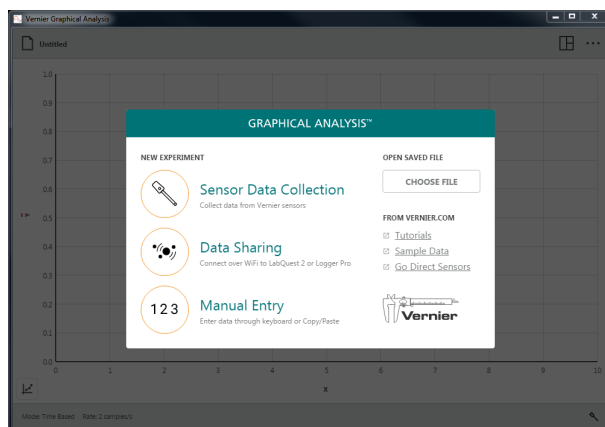 Vernier Graphical Analysis
Untitled
GRAPHICAL ANALYSIS™
NEW EXPERIMENT
Sensor Data Collection
Collect data from Vernier sensors
Data Sharing
Connect over WiFi to LabQuest 2 or Logger Pro
123
Manual Entry
Enter data through keyboard or Copy/Paste
OPEN SAVED FILE
CHOOSE FILE
FROM VERNIER.COM
Tutorials
Sample Data
Go Direct Sensors
Vernier
1.0
0.9
0.8
0.7
0.6
0.5
0.4
0.3
0.2
0.1
0.0
0 1 2 3 4 5 6 7 8 9 10
x
Mode: Time Based Rate: 2 samples/s